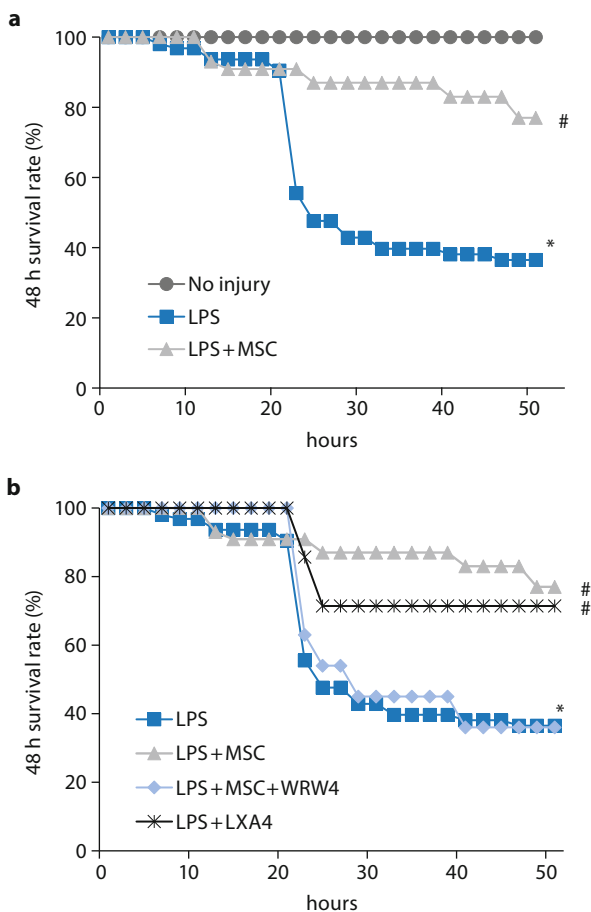 a
100
80
60
40
20
0
48 h survival rate (%)
#
*
No injury
LPS
LPS+MSC
0 10 20 30 40 50
hours
b
100
80
60
40
20
0
48 h survival rate (%)
#
#
*
LPS
LPS+MSC
LPS+MSC+WRW4
LPS+LXA4
0 10 20 30 40 50
hours